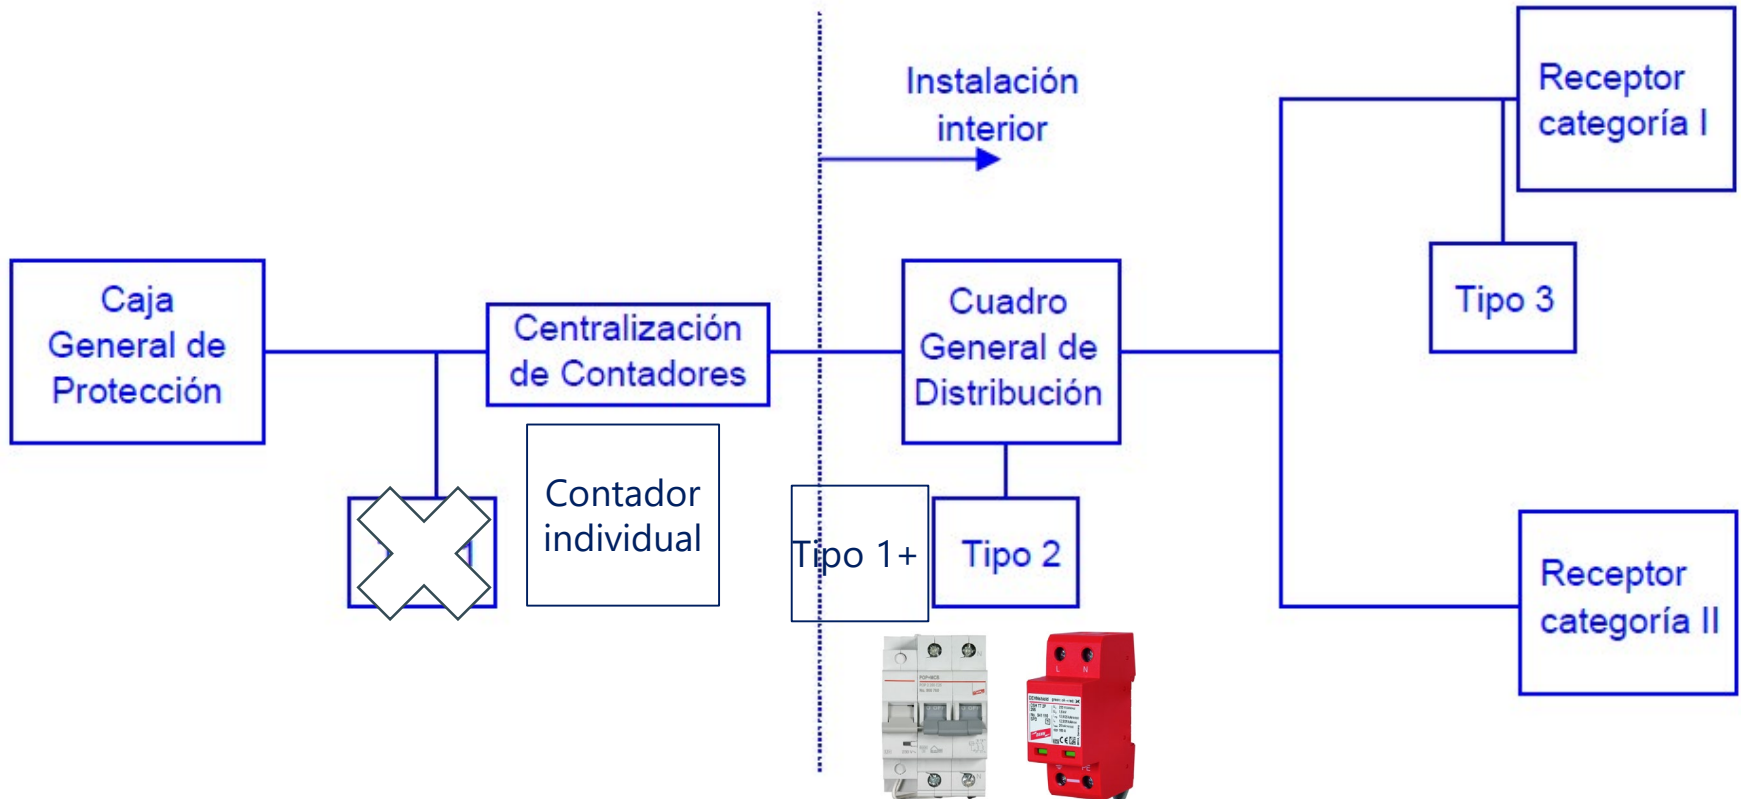 Instalación
interior
Receptor
categoría I
Tipo 3
Caja
General de
Protección
Centralización
de Contadores
Cuadro
General de
Distribución
Contador
individual
Tipo 1+
Tipo 2
Receptor
categoría II
L N